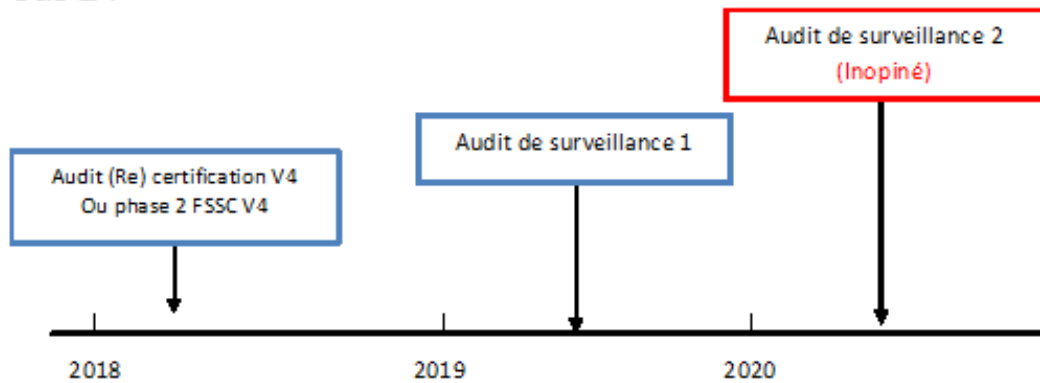 Audit de surveillance 2
(Inopiné)
Audit de surveillance 1
Audit (Re) certification V4
Ou phase 2 FSSC V4
2018
2019
2020